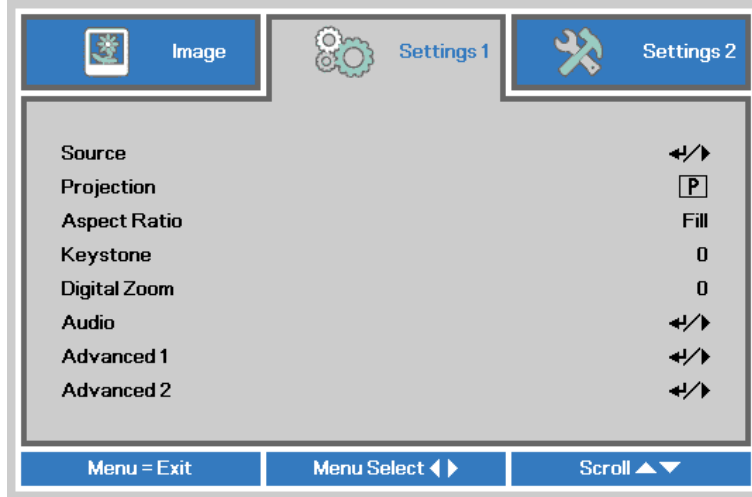 Image Settings 1 Settings 2
Source
Projection P
Aspect Ratio Fill
Keystone 0
Digital Zoom 0
Audio
Advanced 1
Advanced 2
Menu = Exit Menu Select Scroll